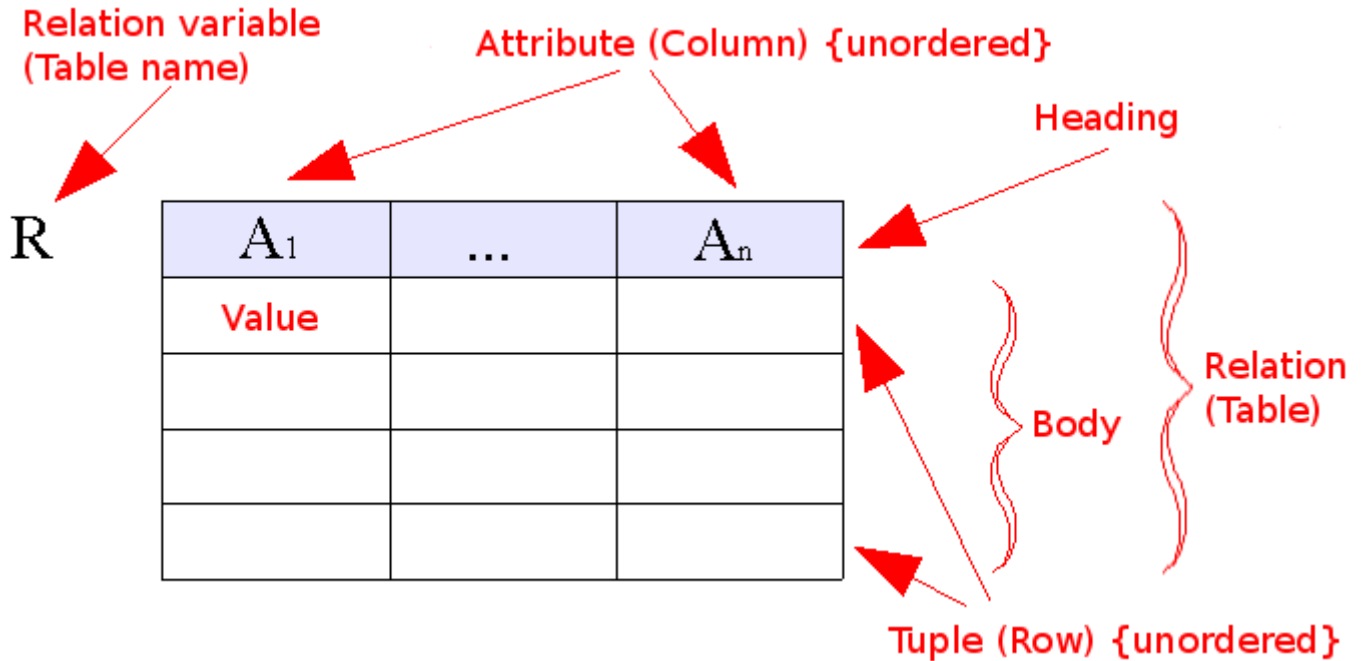 Relation variable
(Table name)
Attribute (Column) {unordered}
Heading
R
A1 ... An
Value
Relation
(Table)
Body
Tuple (Row) {unordered}